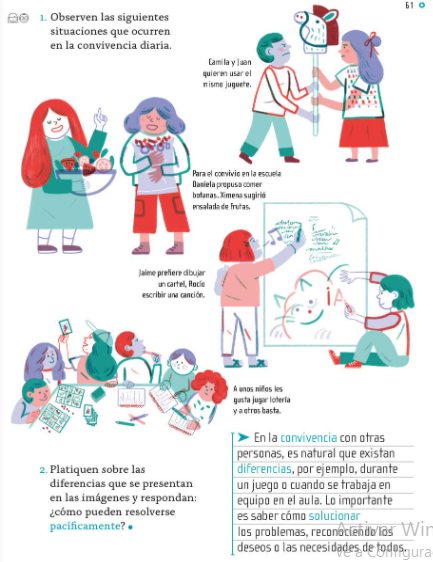 61
1. Observen las siguientes
situaciones que ocurren
en la convivencia diaria.
Camila y Juan
quieren usar el
mismo juguete.
Para el convivio en la escuela
Daniela propuso comer
botanas. Ximena sugirió
ensalada de frutas.
Jaime prefiere dibujar
un cartel, Rocío
escribir una canción.
A unos niños les
gusta jugar lotería
y a otros basta.
2. Platiquen sobre las
diferencias que se presentan
en las imágenes y respondan:
¿cómo pueden resolverse
pacíficamente?
En la convivencia con otras
personas, es natural que existan
diferencias, por ejemplo, durante
un juego o cuando se trabaja en
equipo en el aula. Lo importante
es saber cómo solucionar
los problemas, reconociendo los
deseos o las necesidades de todos.
Activar Win
Ve a Configura